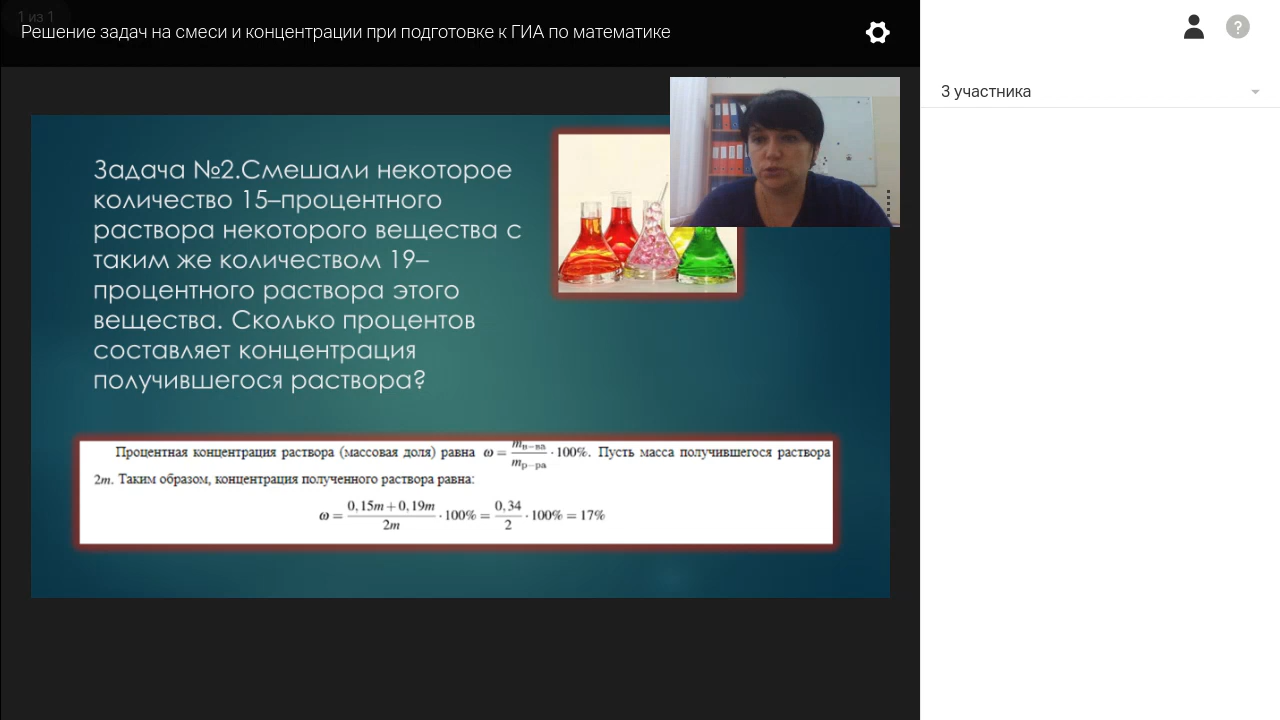 1 из 1
Решение задач на смеси и концентрации при подготовке к ГИА по математике
3 участника
Задача №2.Смешали некоторое
количество 15–процентного
раствора некоторого вещества с
таким же количеством 19–
процентного раствора этого
вещества. Сколько процентов
составляет концентрация
получившегося раствора?
Процентная концентрация раствора (массовая доля) равна ω = mв-ва/mр-ра · 100%. Пусть масса получившегося раствора
2m. Таким образом, концентрация полученного раствора равна:
ω = 0,15m+0,19m/2m · 100% = 0,34/2 · 100% = 17%